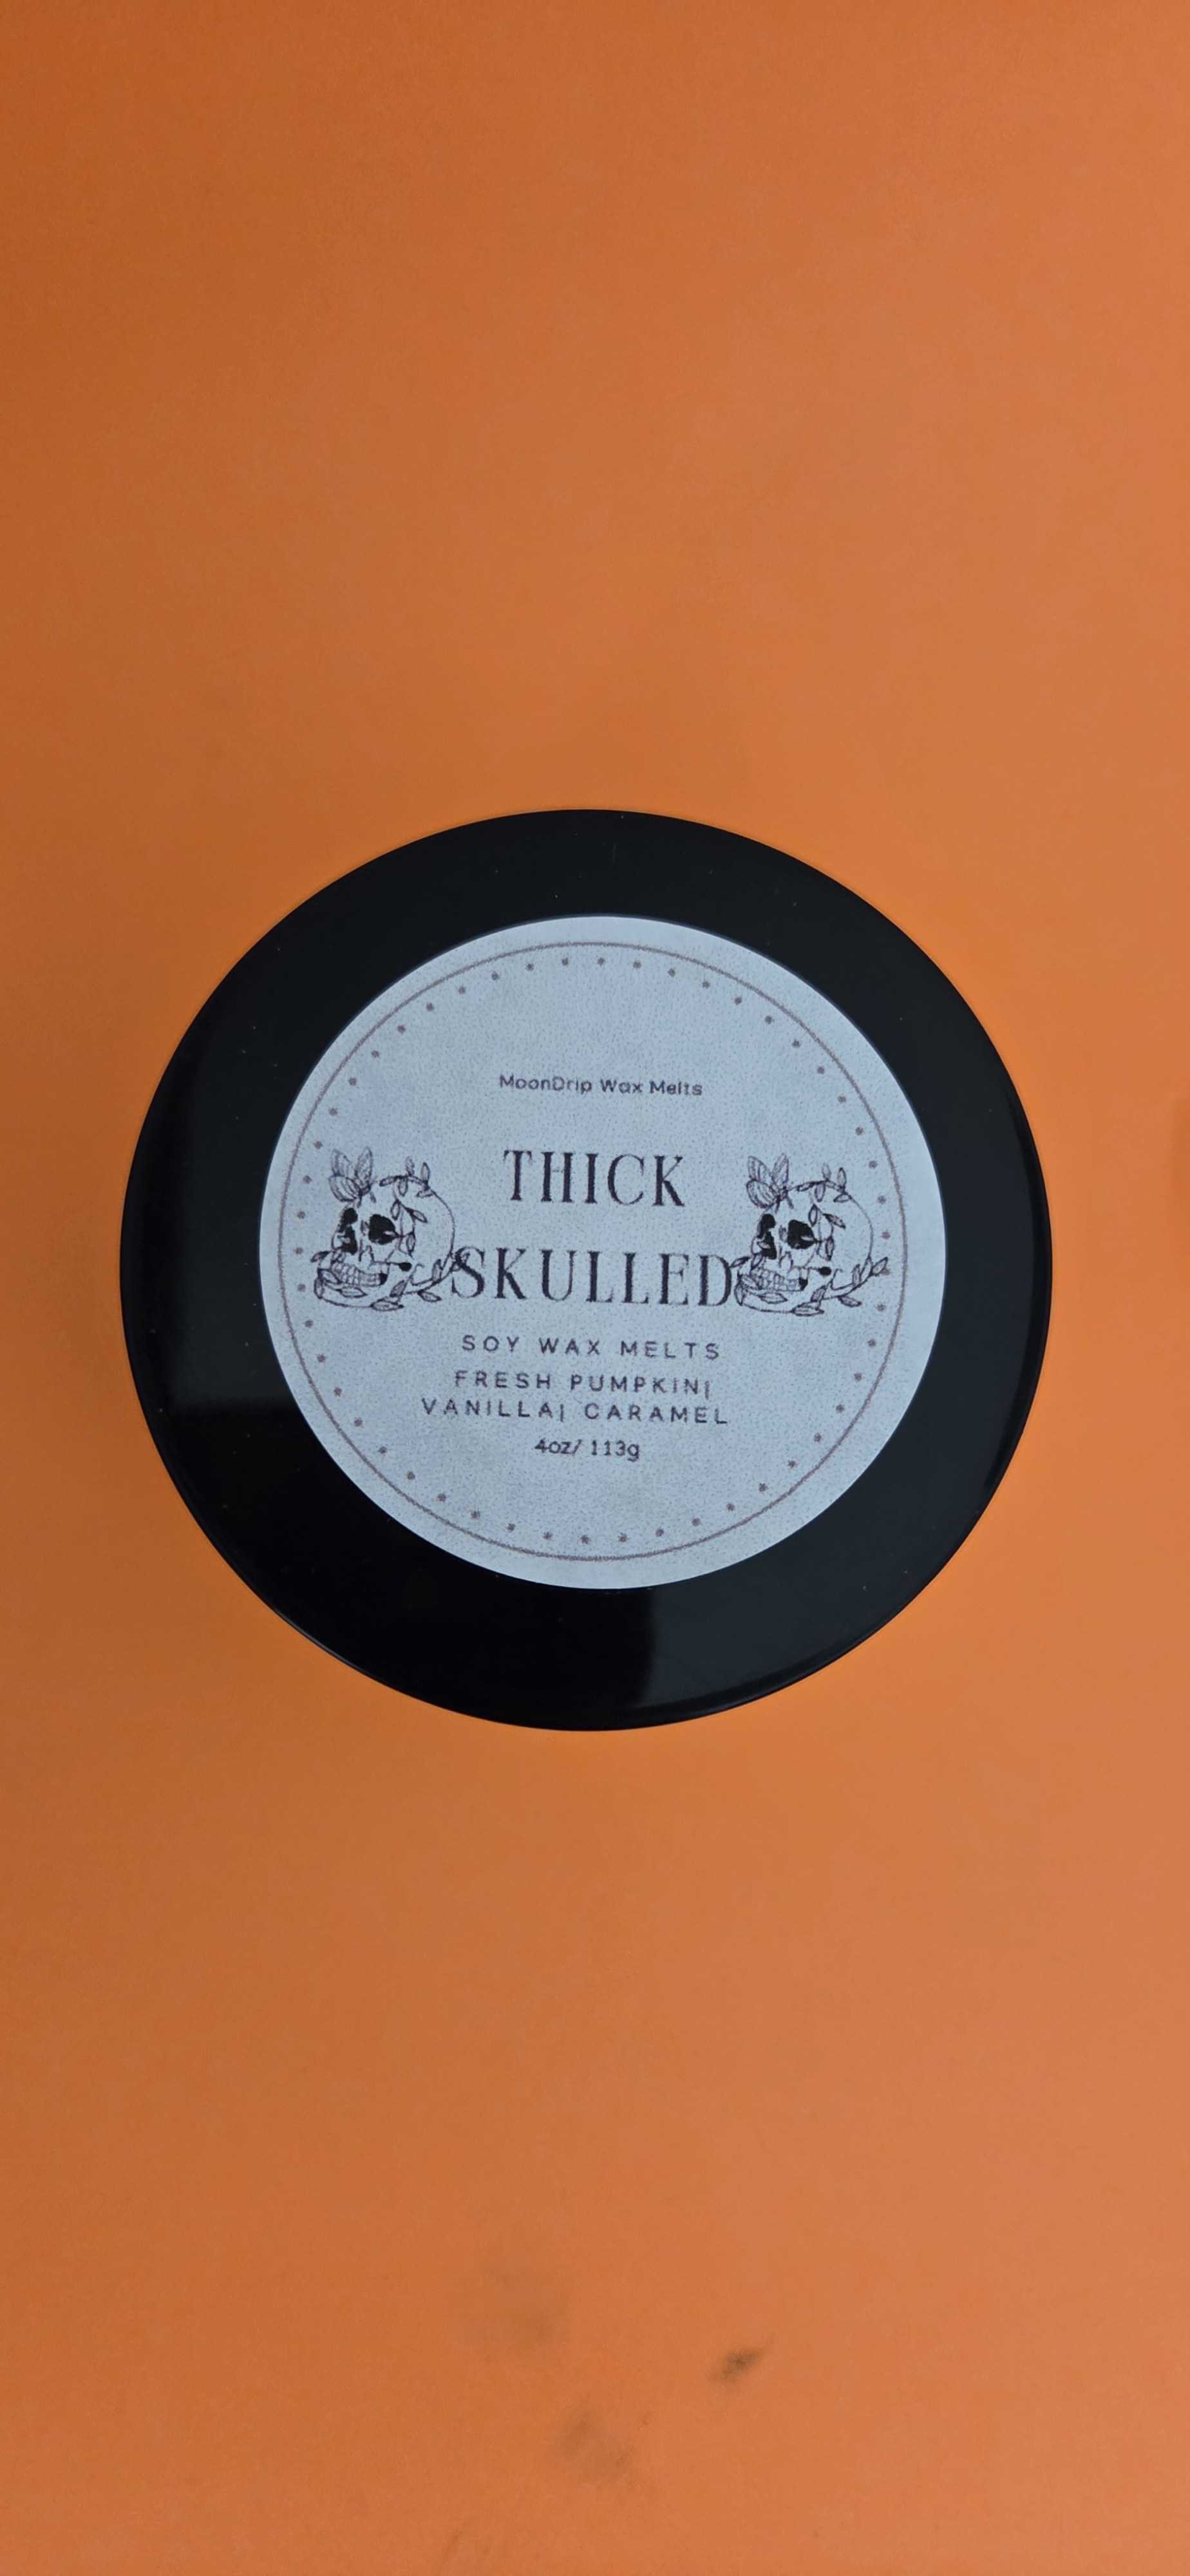 MoonDrip Wax Melts
THICK
SKULLED
SOY WAX MELTS
FRESH PUMPKIN|
VANILLA| CARAMEL
4oz/ 113g